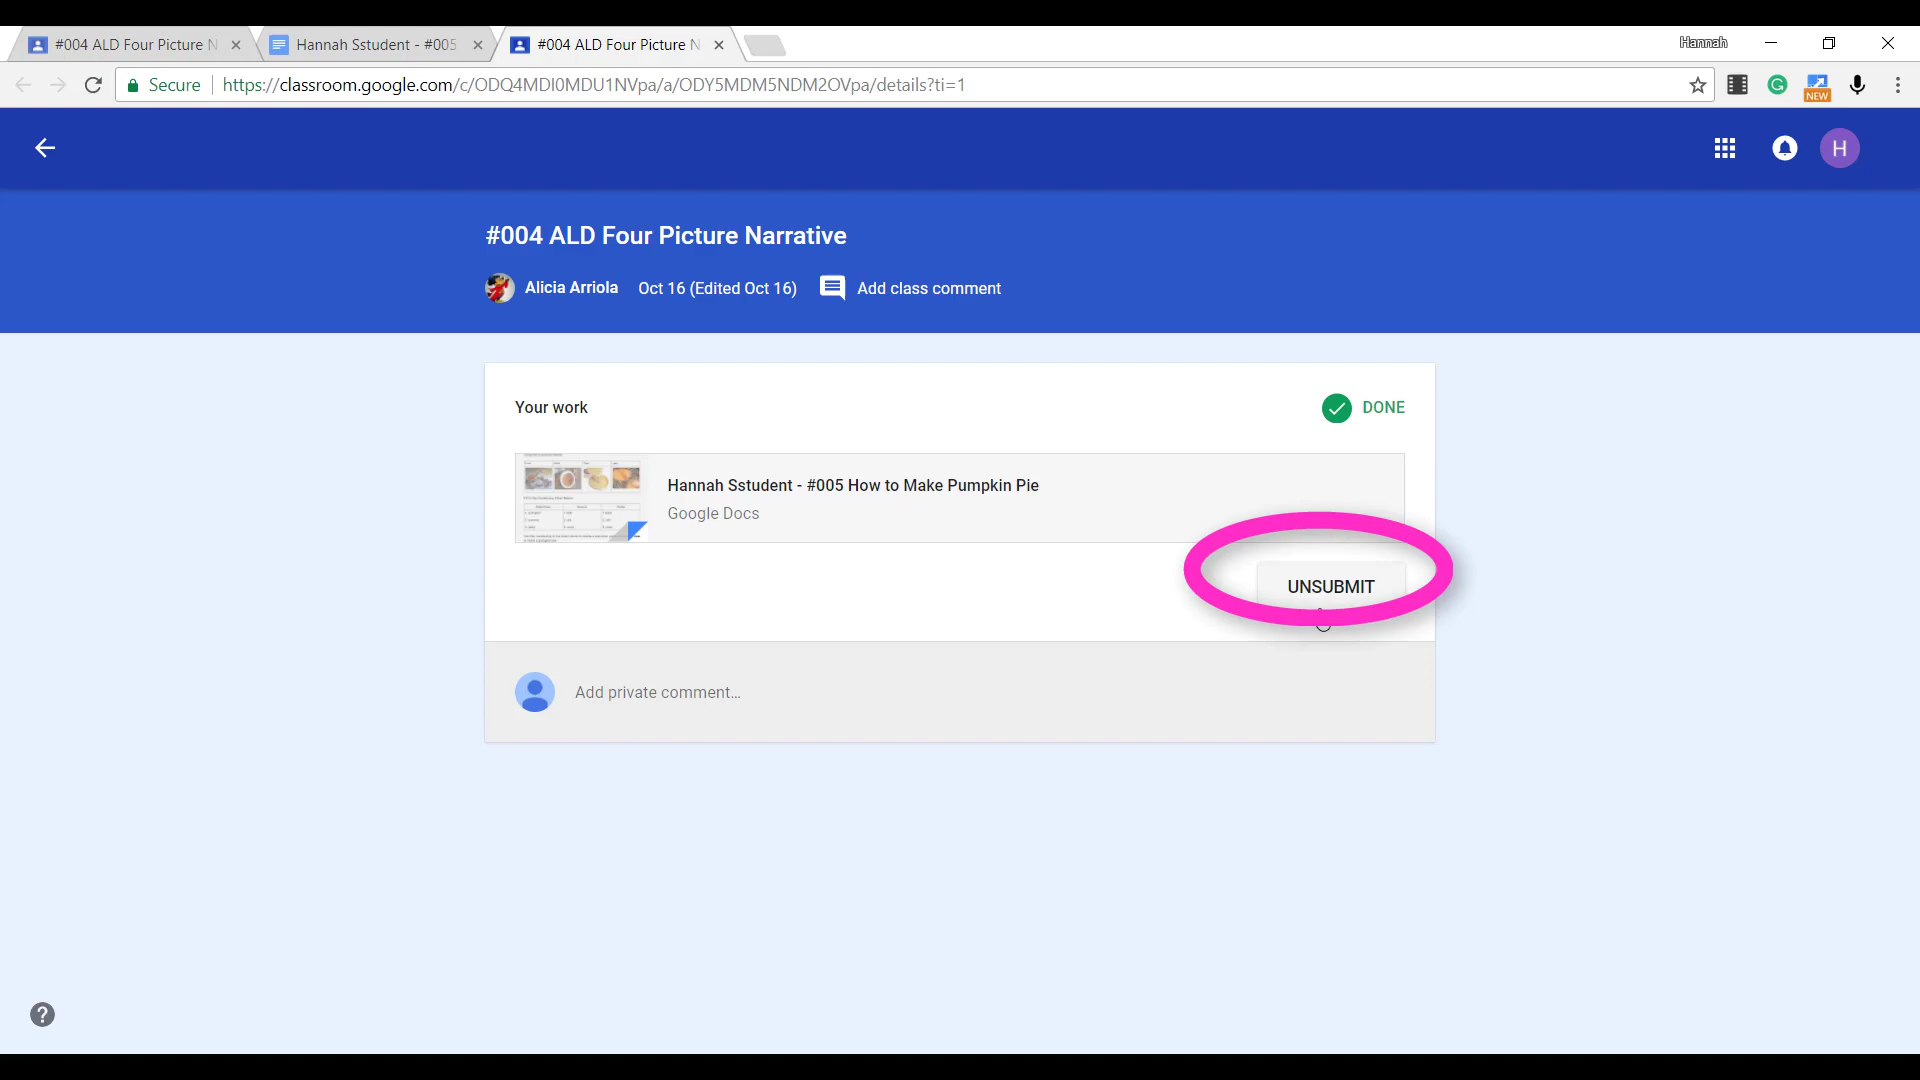 #004 ALD Four Picture N
Hannah Sstudent - #005
#004 ALD Four Picture N
Hannah
Secure
https://classroom.google.com/c/ODQ4MDI0MDU1NVpa/a/ODY5MDM5NDM2OVpa/details?ti=1
NEW
H
#004 ALD Four Picture Narrative
Alicia Arriola
Oct 16 (Edited Oct 16)
Add class comment
Your work
DONE
Hannah Sstudent - #005 How to Make Pumpkin Pie
Google Docs
UNSUBMIT
Add private comment...
?